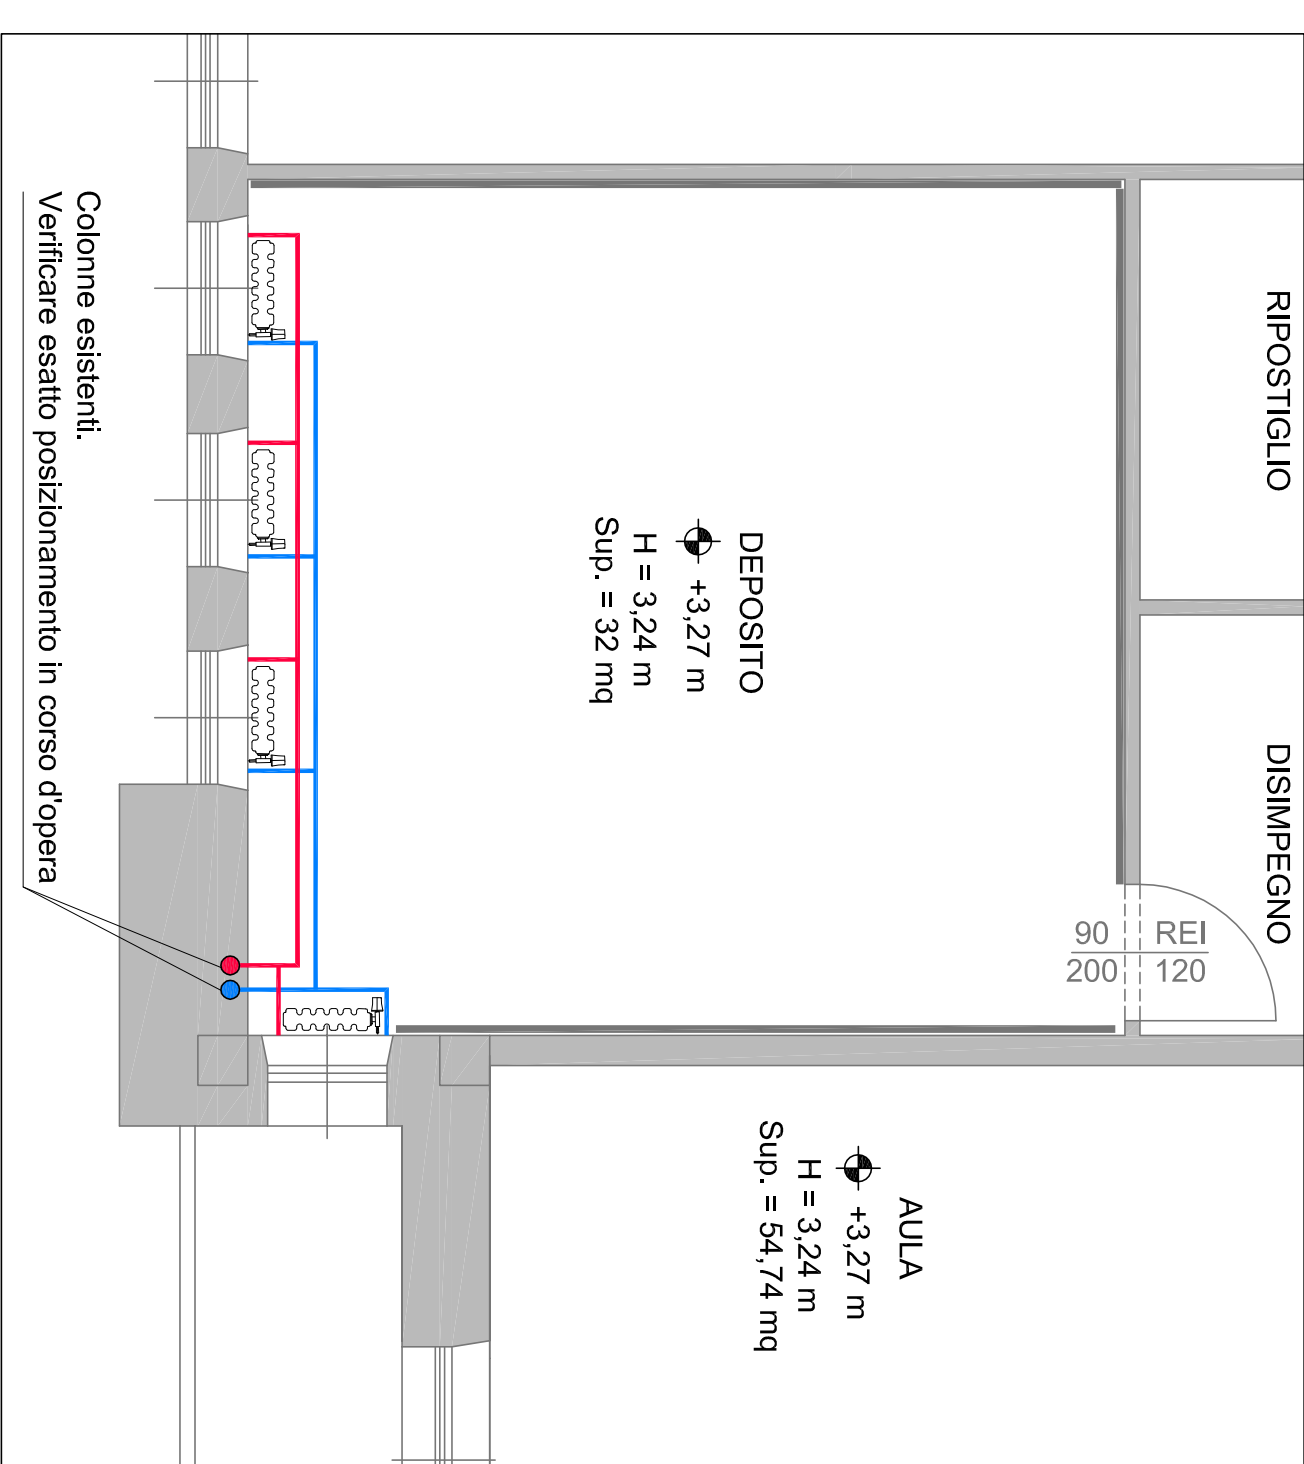 RIPOSTIGLIO
DISIMPEGNO
REI
120
90
200
DEPOSITO
+3,27 m
H = 3,24 m
Sup. = 32 mq
AULA
+3,27 m
H = 3,24 m
Sup. = 54,74 mq
Colonne esistenti.
Verificare esatto posizionamento in corso d'opera